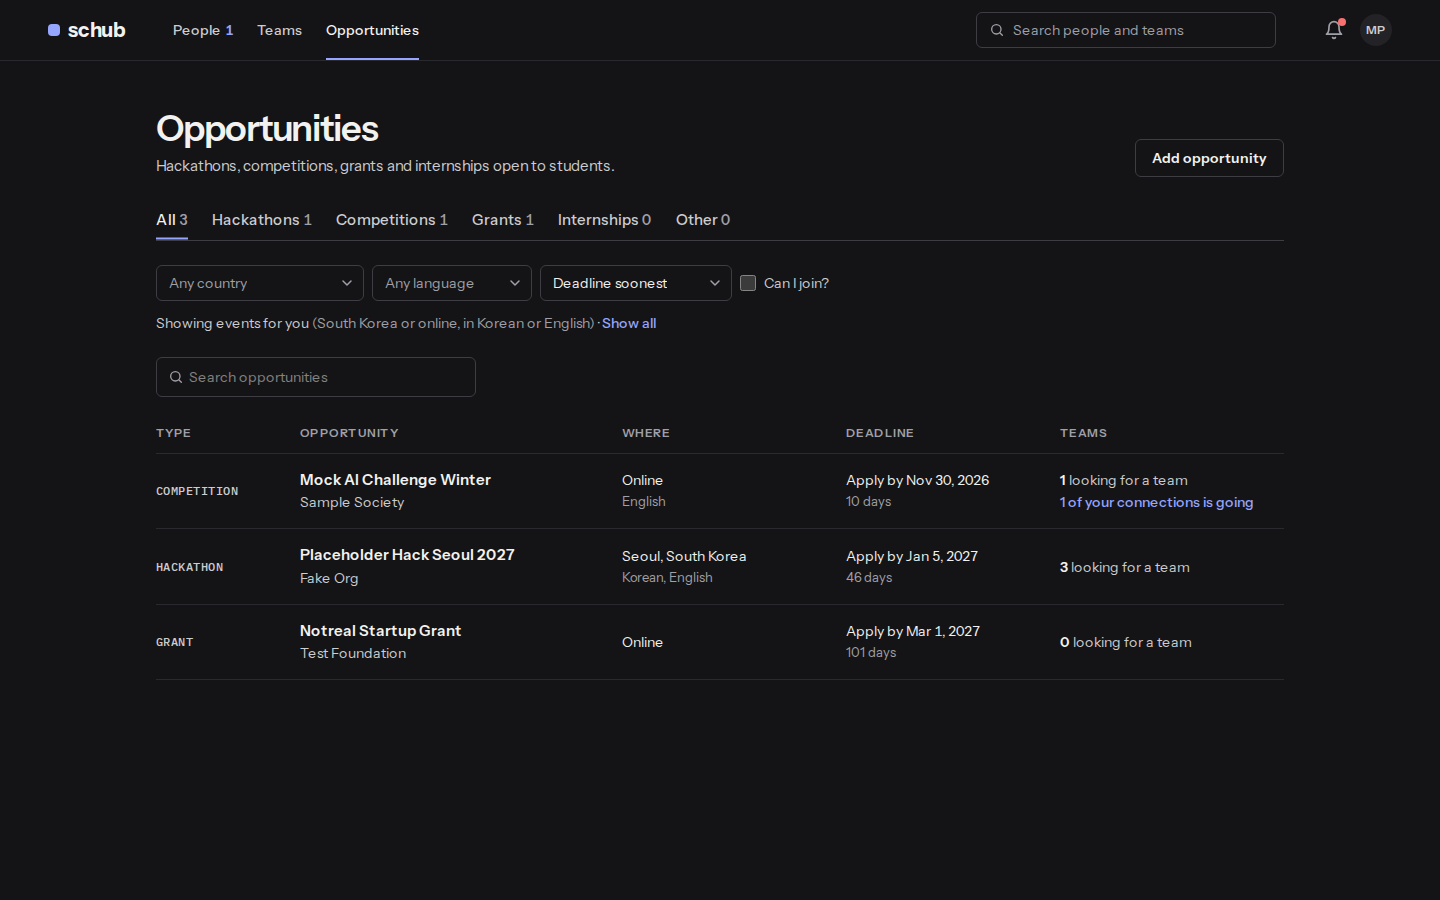 schub
People 1
Teams
Opportunities
Search people and teams
MP
Opportunities
Hackathons, competitions, grants and internships open to students.
Add opportunity
All 3
Hackathons 1
Competitions 1
Grants 1
Internships 0
Other 0
Any country
Any language
Deadline soonest
Can I join?
Showing events for you (South Korea or online, in Korean or English) · Show all
Search opportunities
TYPE
OPPORTUNITY
WHERE
DEADLINE
TEAMS
COMPETITION
Mock AI Challenge Winter
Sample Society
Online
English
Apply by Nov 30, 2026
10 days
1 looking for a team
1 of your connections is going
HACKATHON
Placeholder Hack Seoul 2027
Fake Org
Seoul, South Korea
Korean, English
Apply by Jan 5, 2027
46 days
3 looking for a team
GRANT
Notreal Startup Grant
Test Foundation
Online
Apply by Mar 1, 2027
101 days
0 looking for a team